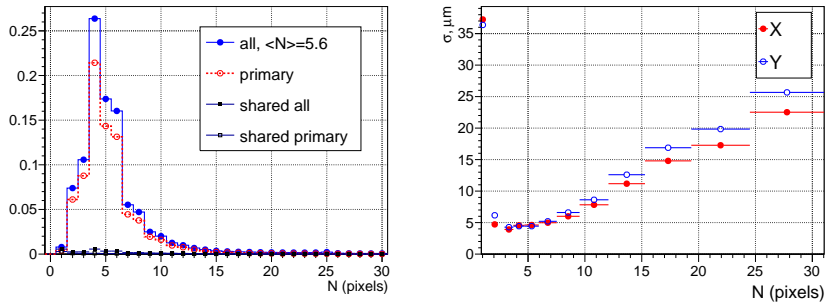 0.25
0.2
0.15
0.1
0.05
0
all, <N>=5.6
primary
shared all
shared primary
0 5 10 15 20 25 30
N (pixels)
σ, μm
35
30
25
20
15
10
5
0
X
Y
5 10 15 20 25 30
N (pixels)